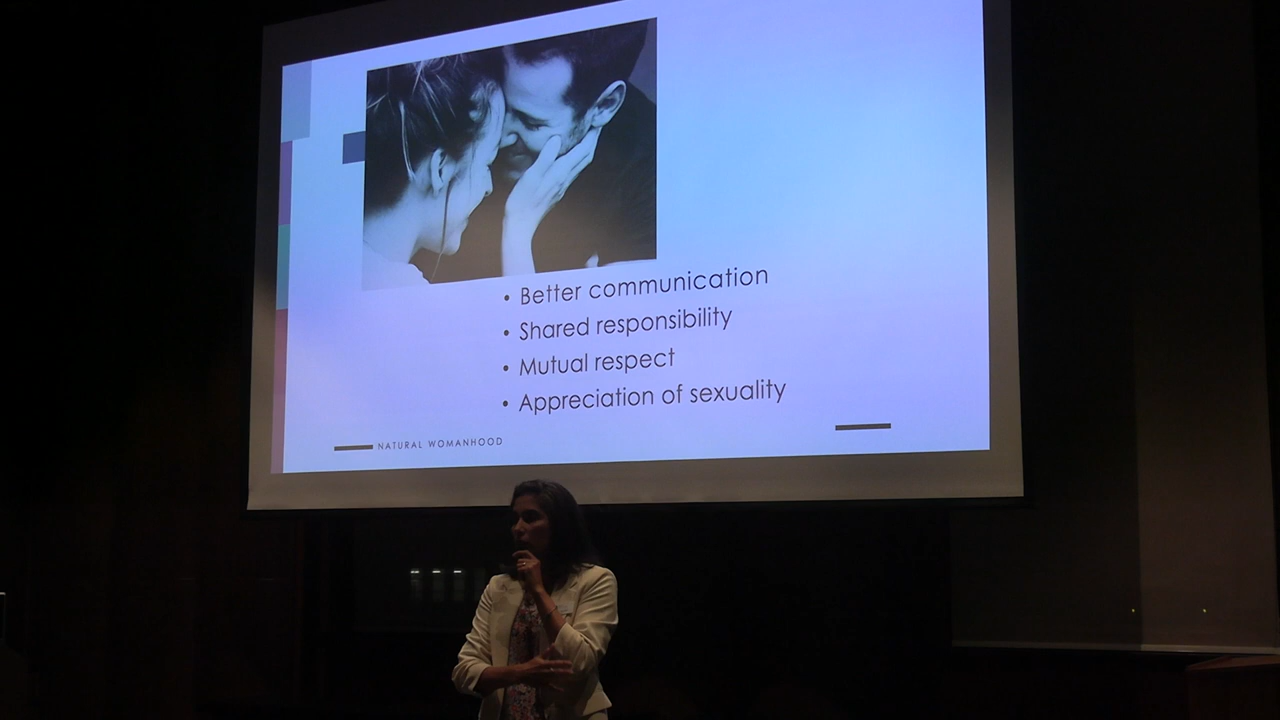 • Better communication
• Shared responsibility
• Mutual respect
• Appreciation of sexuality
NATURAL WOMANHOOD